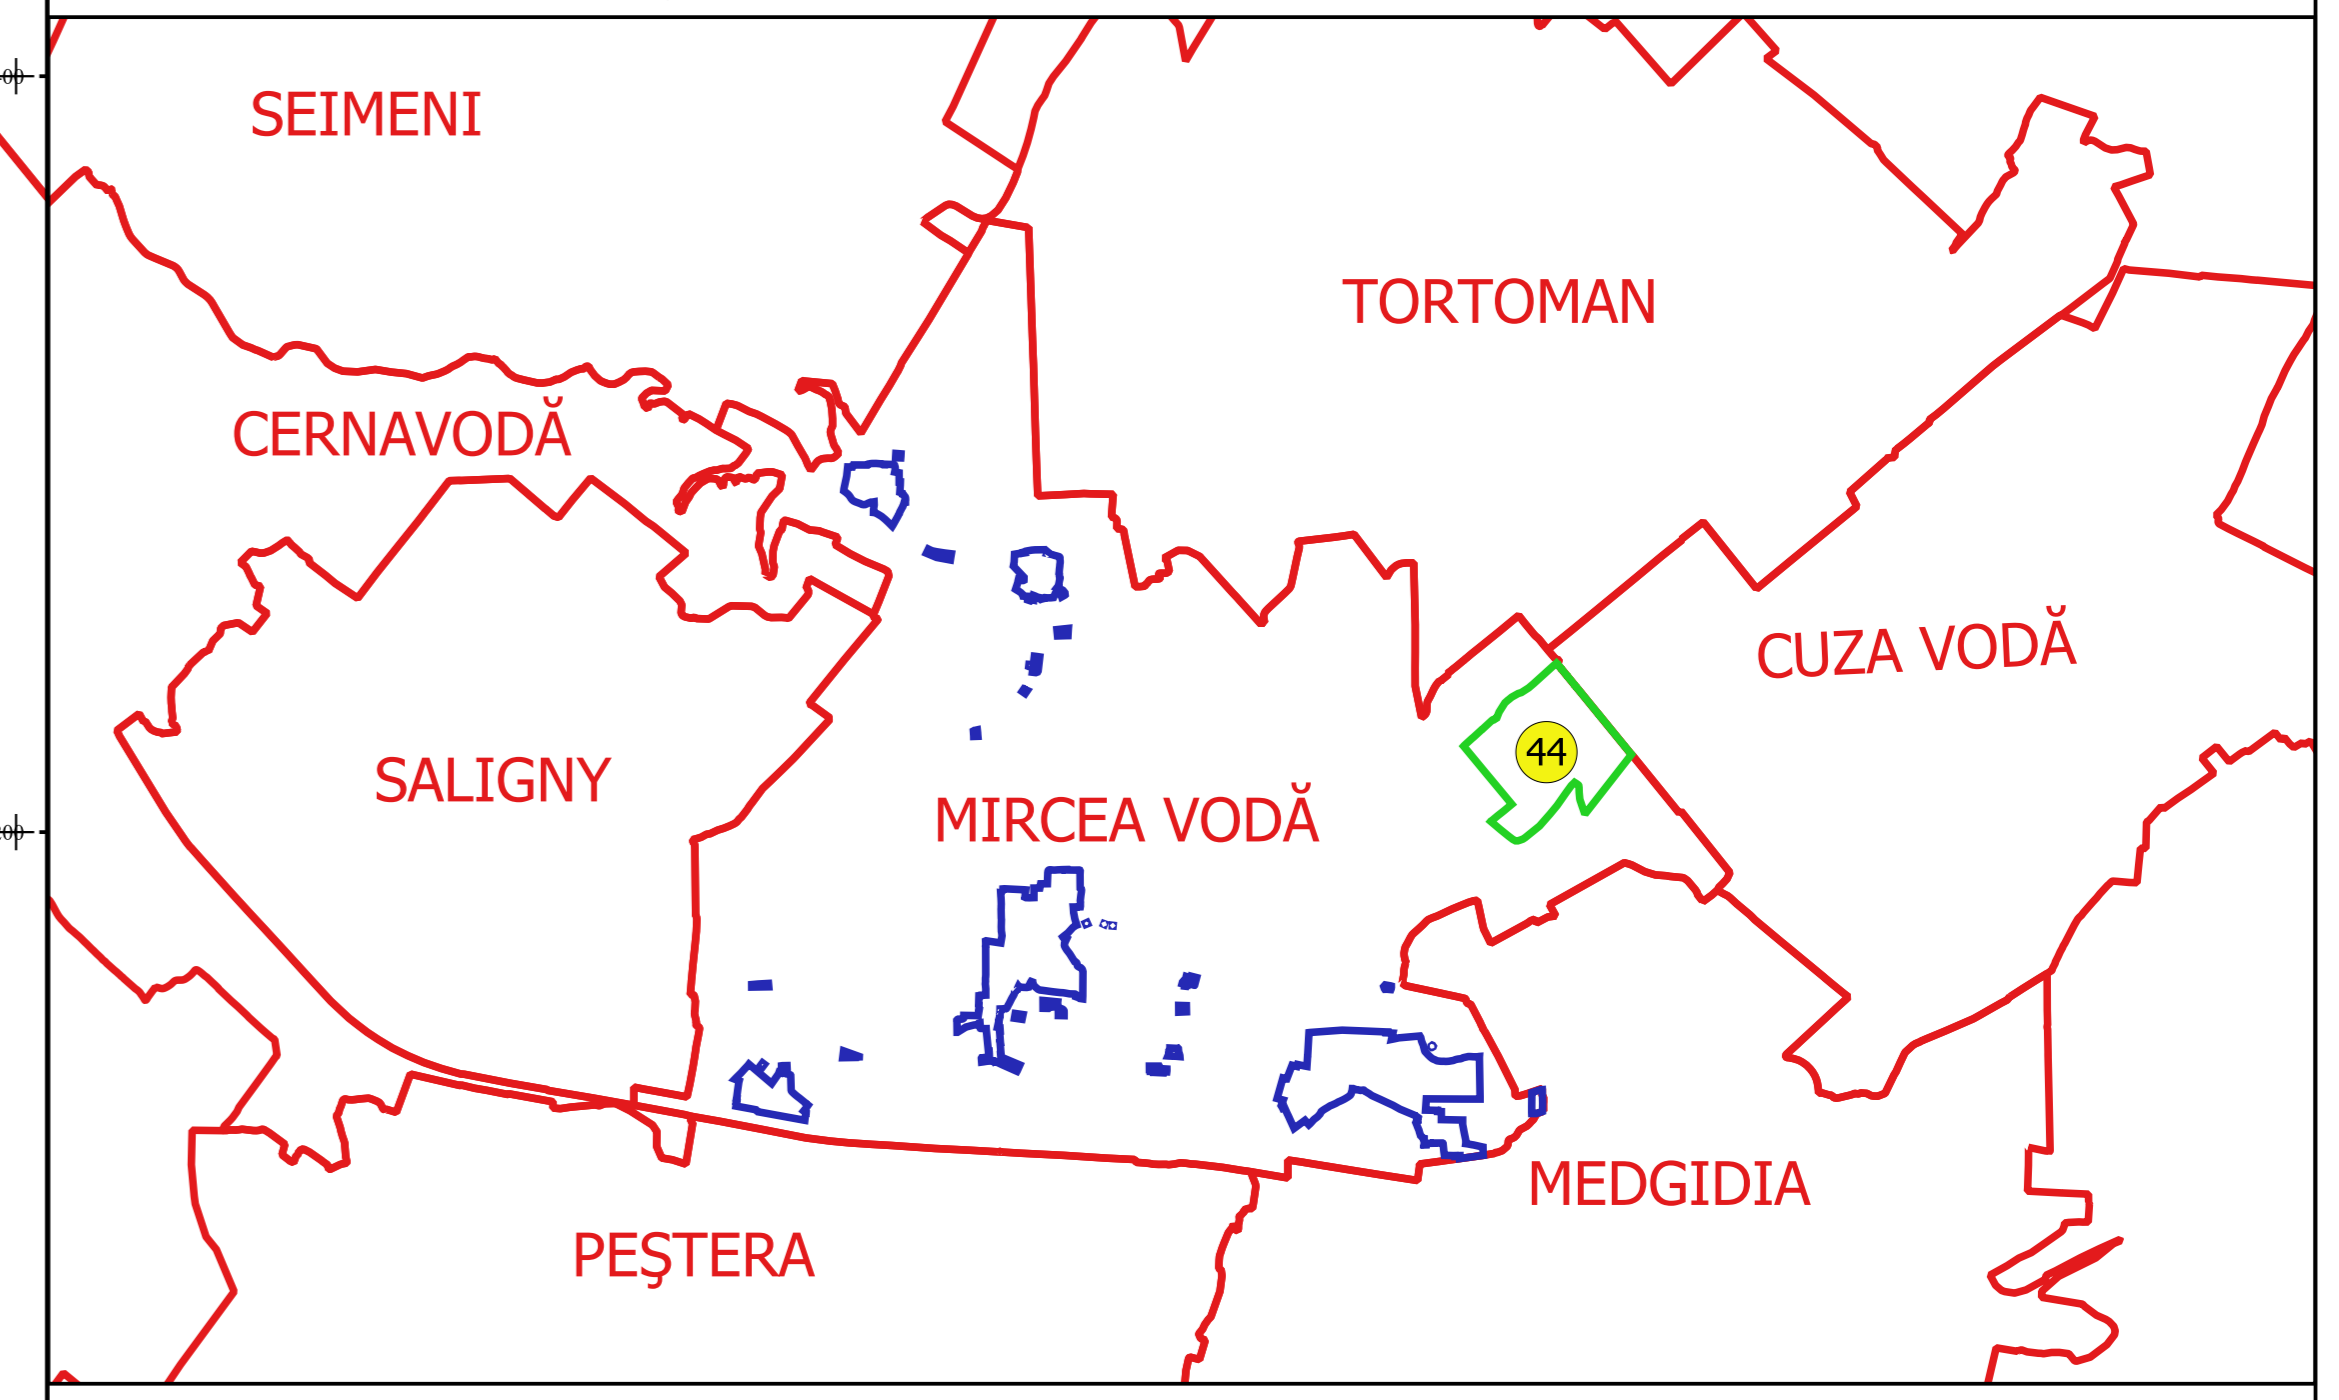 SEIMENI
TORTOMAN
CERNAVODĂ
CUZA VODĂ
44
SALIGNY
MIRCEA VODĂ
MEDGIDIA
PEŞTERA